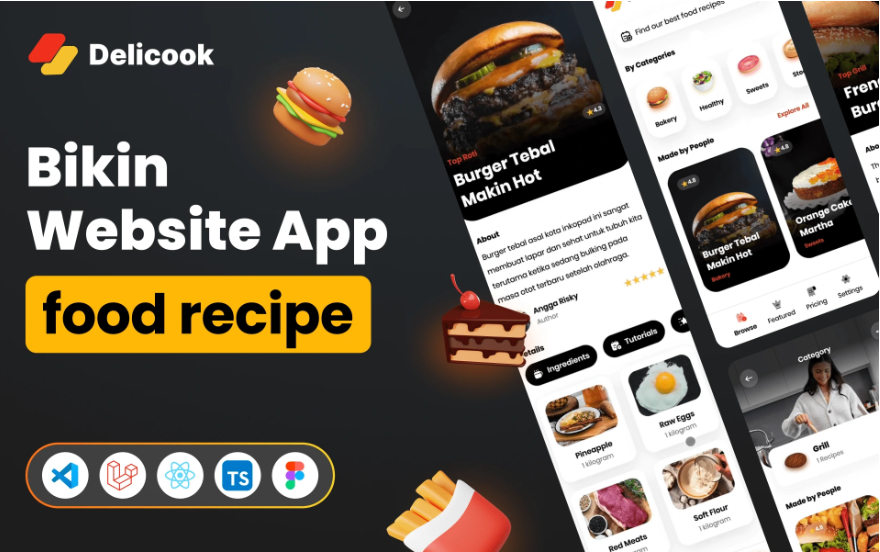 Delicook
Bikin
Website App
food recipe
TS
4.9
Top Roti
Burger Tebal
Makin Hot
About
Burger tebal asal kota inkopad ini sangat
membuat lapar dan sehat untuk tubuh kita
terutama ketika sedang bulking pada
masa otot terbaru setelah olahraga.
Angga Risky
Author
etails
Ingredients
Tutorials
Pineapple
1 kilogram
Raw Eggs
1 kilogram
Red Meats
Soft Flour
1 kilogram
Find our best food recipes
By Categories
Bakery
Healthy
Sweets
Explore All
Made by People
4.8
Burger Tebal
Makin Hot
Bakery
4.8
Orange Cake
Martha
Sweets
Browse
Featured
Pricing
Settings
Category
Grill
1 Recipes
Made by People
4.8
Top Grill